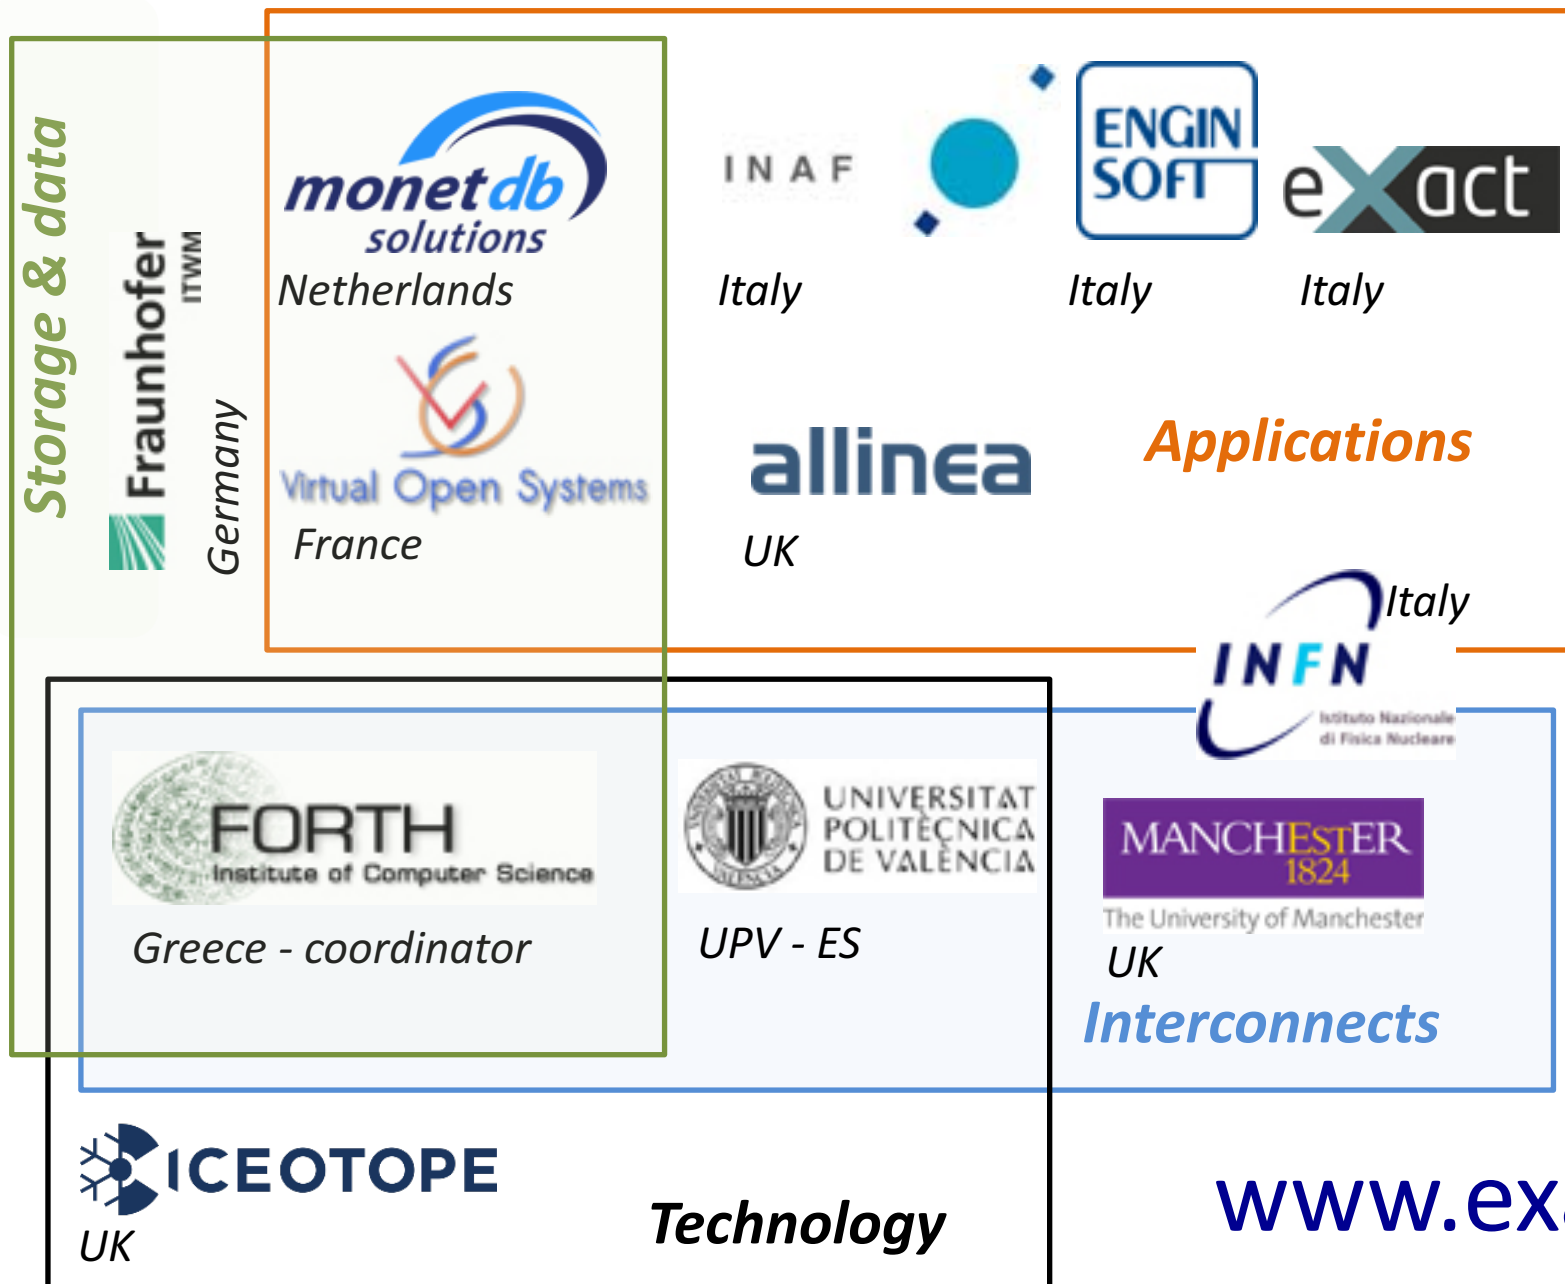 Storage & data
Fraunhofer
ITWM
Germany
monetdb
solutions
Netherlands
Virtual Open Systems
France
INAF
Italy
ENGIN
SOFT
Italy
eXact
Italy
allinea
UK
Applications
Italy
INFN
Istituto Nazionale
di Fisica Nucleare
FORTH
Institute of Computer Science
Greece - coordinator
UNIVERSITAT
POLITÈCNICA
DE VALÈNCIA
UPV - ES
MANCHESTER
1824
The University of Manchester
UK
Interconnects
ICEOTOPE
UK
Technology
www.exa